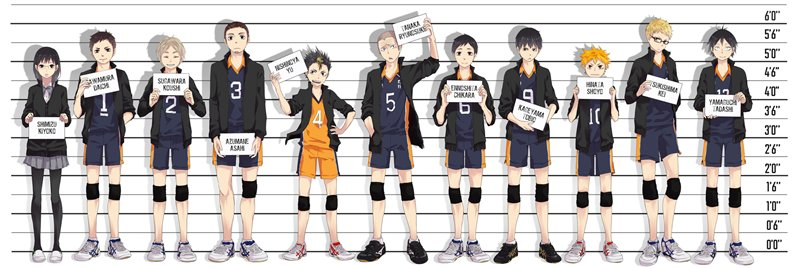 SHIMIZU
KIYOKO
SAWAMURA
DAICHI
1
SUGAWARA
KOUSHI
2
3
AZUMANE
ASAHI
NISHINOYA
YU
4
TANAKA
RYUNOSUKE
5
ENNOSHITA
CHIKARA
6
9
KAGEYAMA
TOBIO
HINATA
SHOYO
10
TSUKISHIMA
KEI
12
YAMAGUCHI
TADASHI
6'0"
5'6"
5'0"
4'6"
4'0"
3'6"
3'0"
2'6"
2'0"
1'6"
1'0"
0'6"
0'0"